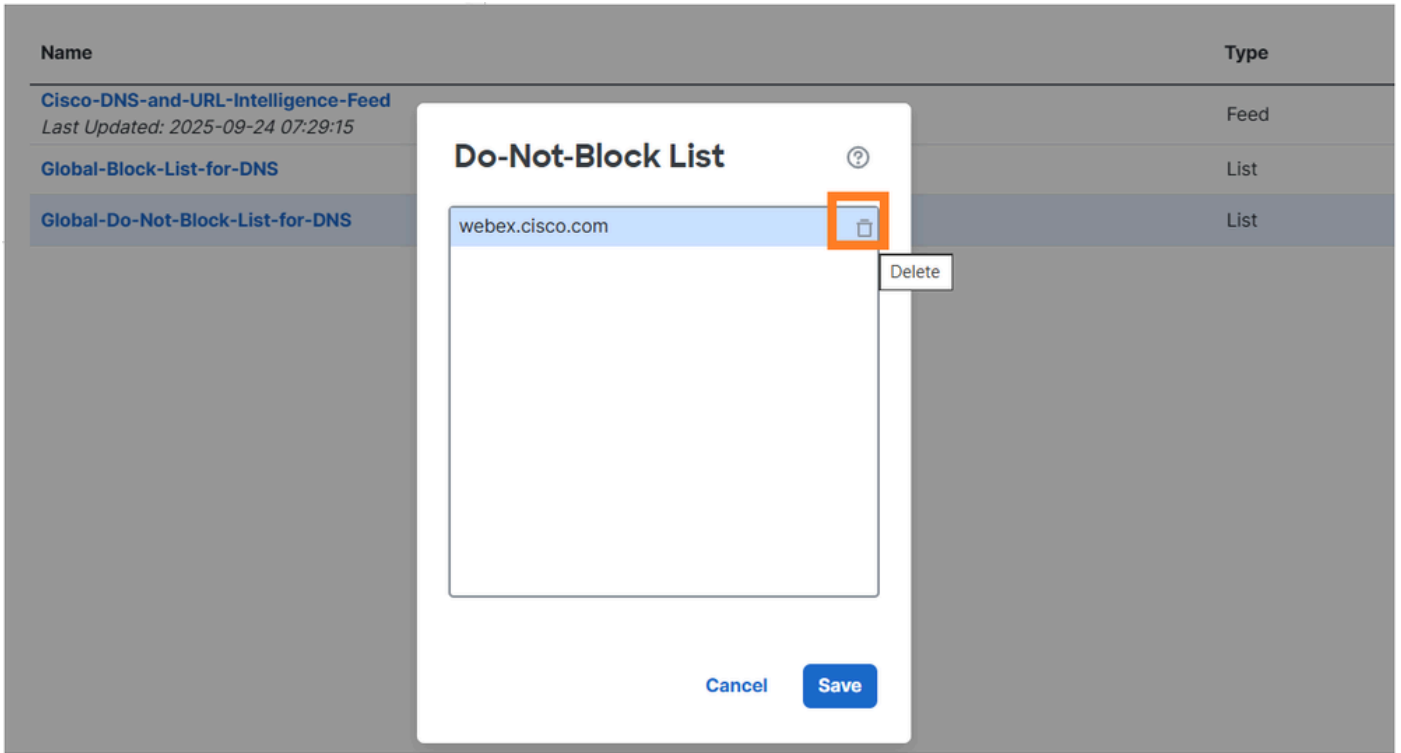 Name Type
Cisco-DNS-and-URL-Intelligence-Feed
Last Updated: 2025-09-24 07:29:15
Feed
Global-Block-List-for-DNS List
Global-Do-Not-Block-List-for-DNS List
Do-Not-Block List ?
webex.cisco.com
Delete
Cancel Save